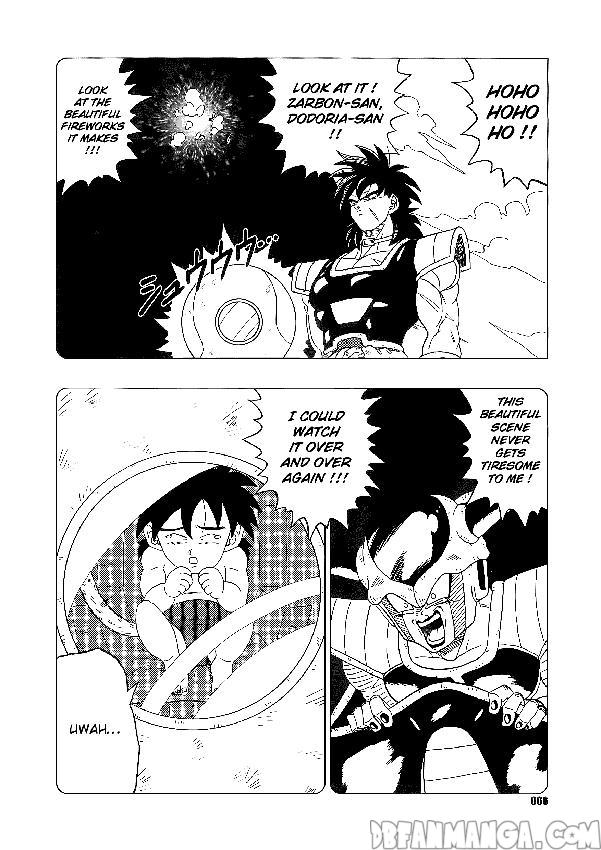 HOHO
HOHO
HO !!
LOOK AT IT !
ZARBON-SAN,
DODORIA-SAN
!!
LOOK
AT THE
BEAUTIFUL
FIREWORKS
IT MAKES
!!!
シュウウウ...
THIS
BEAUTIFUL
SCENE
NEVER
GETS
TIRESOME
TO ME !
I COULD
WATCH
IT OVER
AND OVER
AGAIN !!!
UWAH...
DBFANMANGA.COM